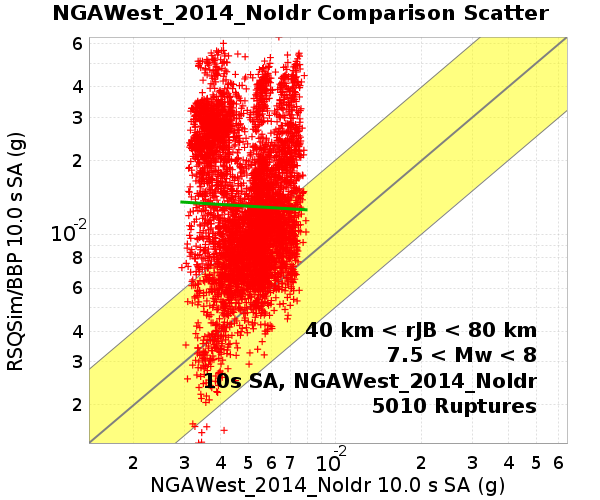 NGAWest_2014_NoIdr Comparison Scatter
6
4
3
2
10⁻²
8
6
4
3
2
RSQSim/BBP 10.0 s SA (g)
40 km < rJB < 80 km
7.5 < Mw < 8
10s SA, NGAWest_2014_NoIdr
5010 Ruptures
2 3 4 5 6 7 10⁻² 2 3 4 5 6
NGAWest_2014_NoIdr 10.0 s SA (g)